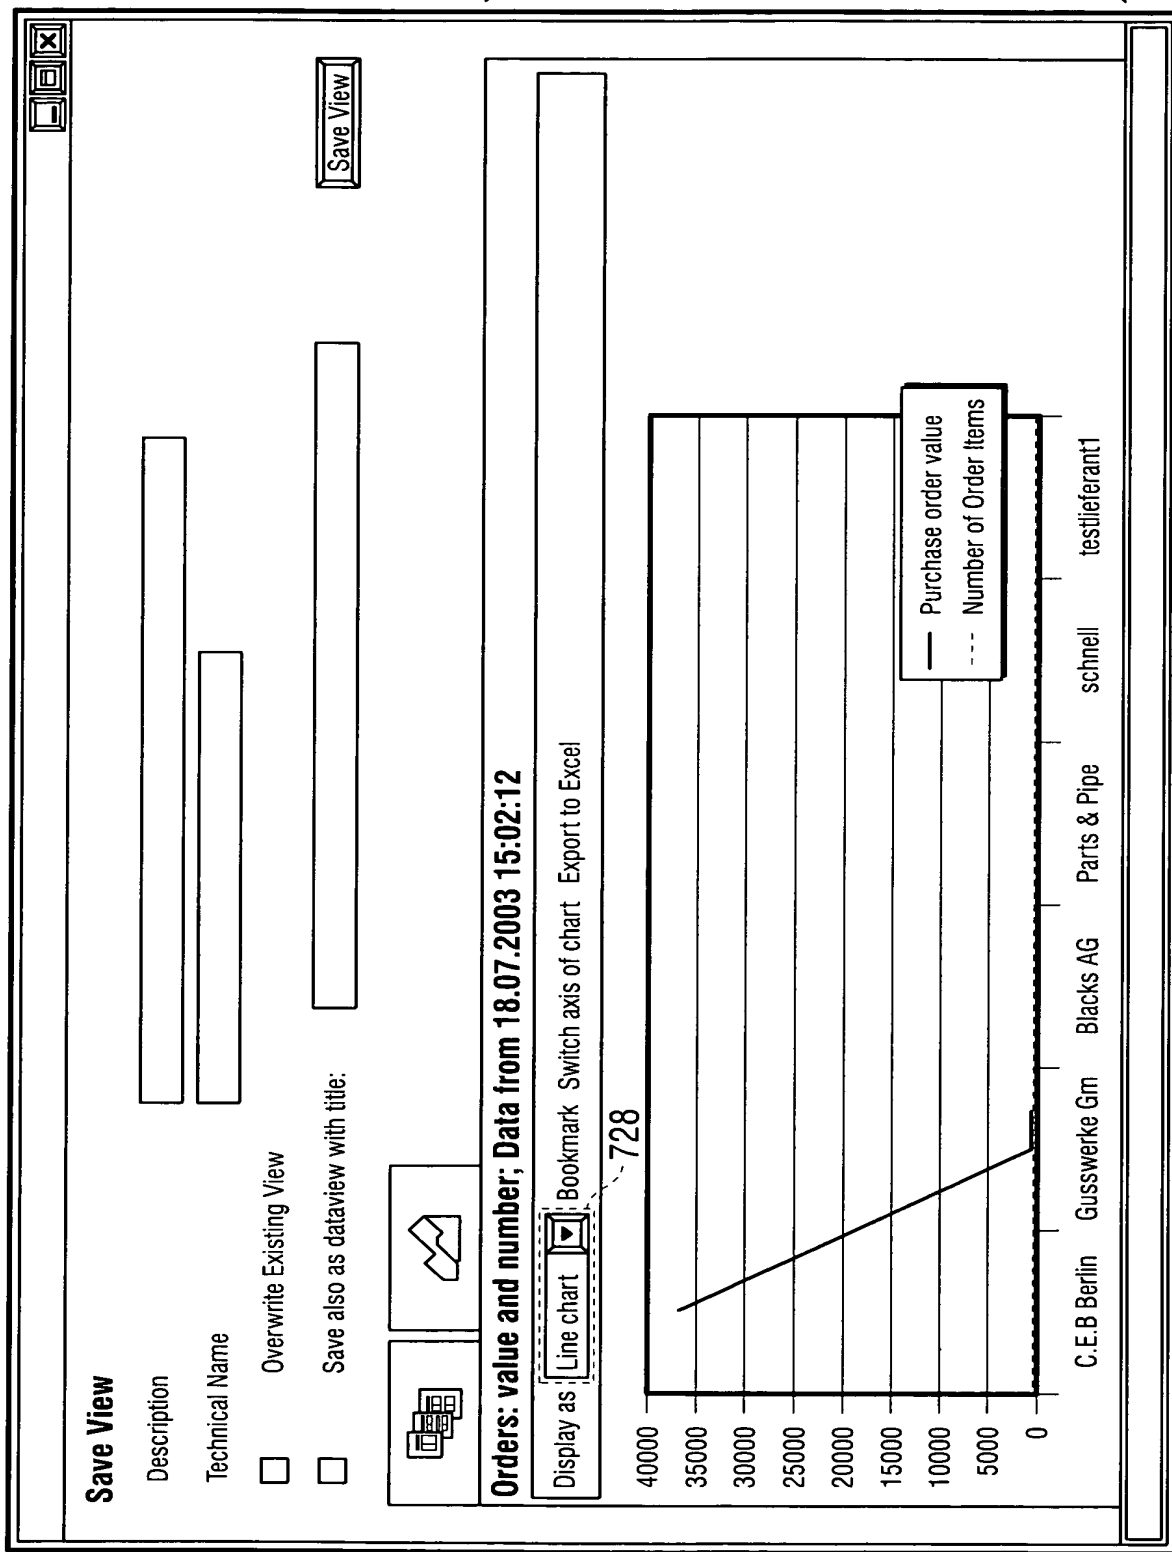 Save View
Description
Technical Name
Overwrite Existing View
Save also as dataview with title:
Save View
Orders: value and number; Data from 18.07.2003 15:02:12
Display as Line chart Bookmark Switch axis of chart Export to Excel
728
40000
35000
30000
25000
20000
15000
10000
5000
0
Purchase order value
Number of Order Items
C.E.B Berlin Gusswerke Gm Blacks AG Parts & Pipe schnell testlieferant1